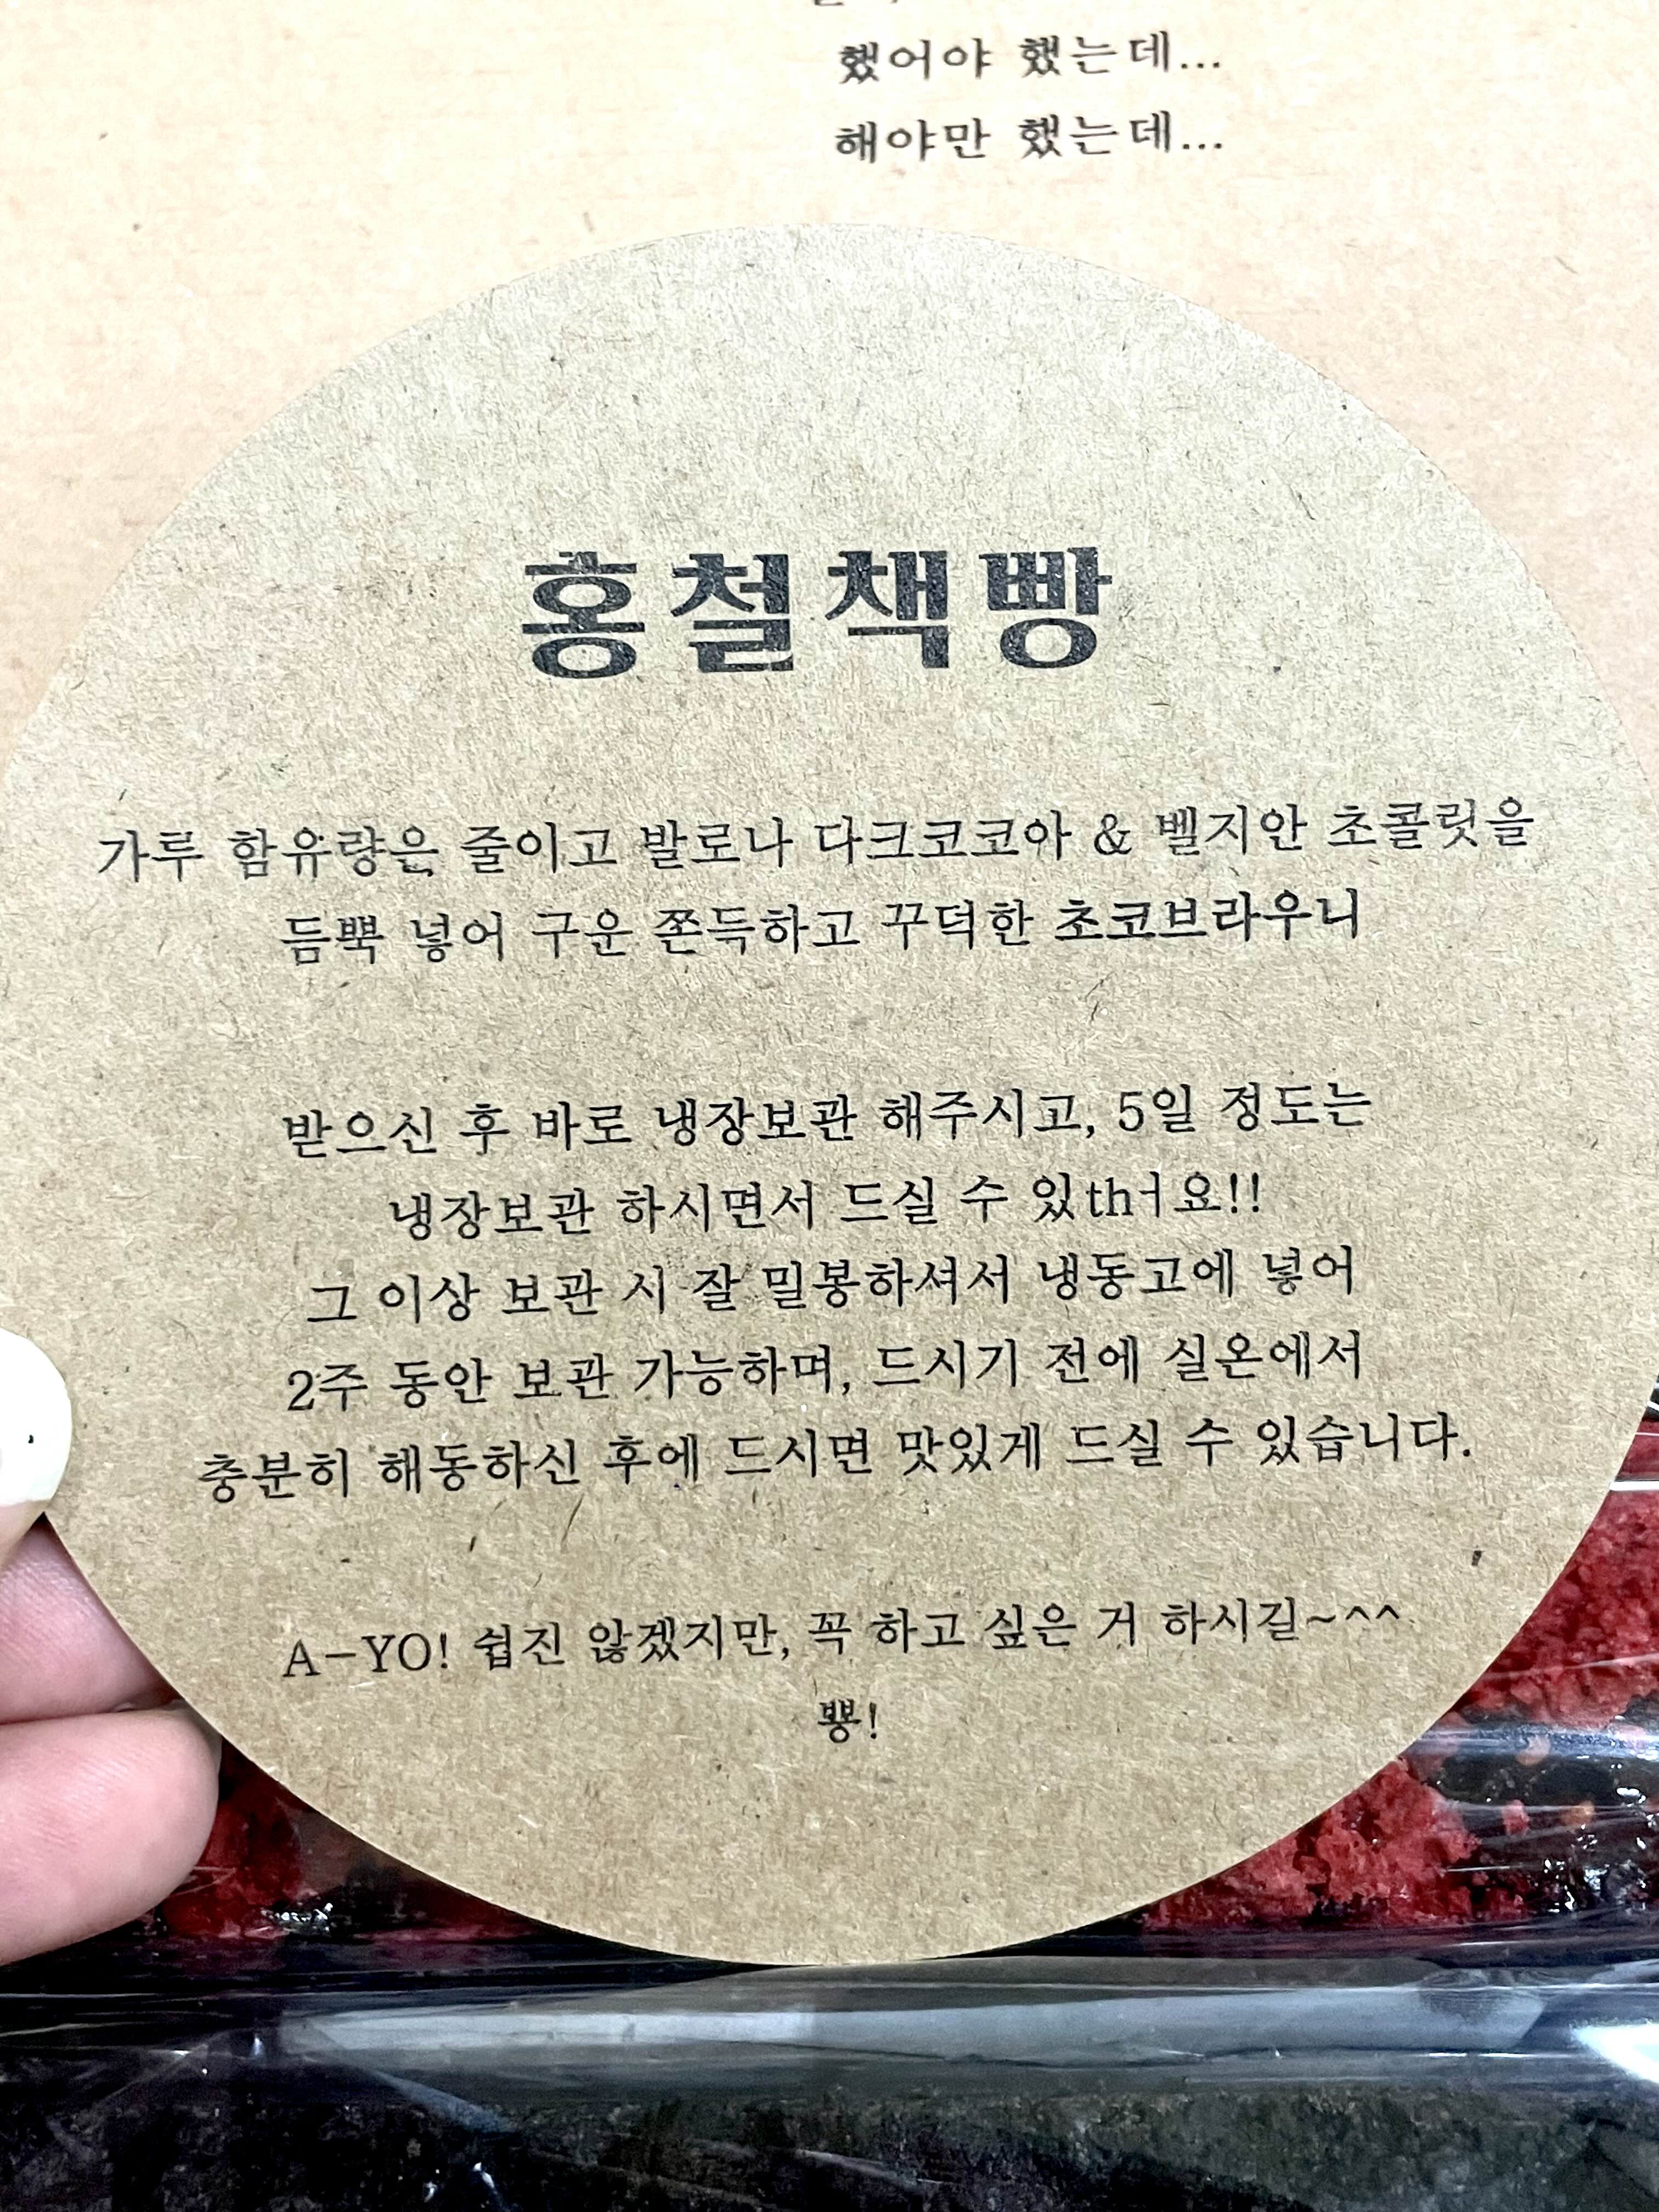 했어야 했는데...
해야만 했는데...
홍철책빵
가루 함유량은 줄이고 발로나 다크코코아 & 벨지안 초콜릿을
듬뿍 넣어 구운 쫀득하고 꾸덕한 초코브라우니
받으신 후 바로 냉장보관 해주시고, 5일 정도는
냉장보관 하시면서 드실 수 있thㅓ요!!
그 이상 보관 시 잘 밀봉하셔서 냉동고에 넣어
2주 동안 보관 가능하며, 드시기 전에 실온에서
충분히 해동하신 후에 드시면 맛있게 드실 수 있습니다.
A-YO! 쉽진 않겠지만, 꼭 하고 싶은 거 하시길~^^
뿅!